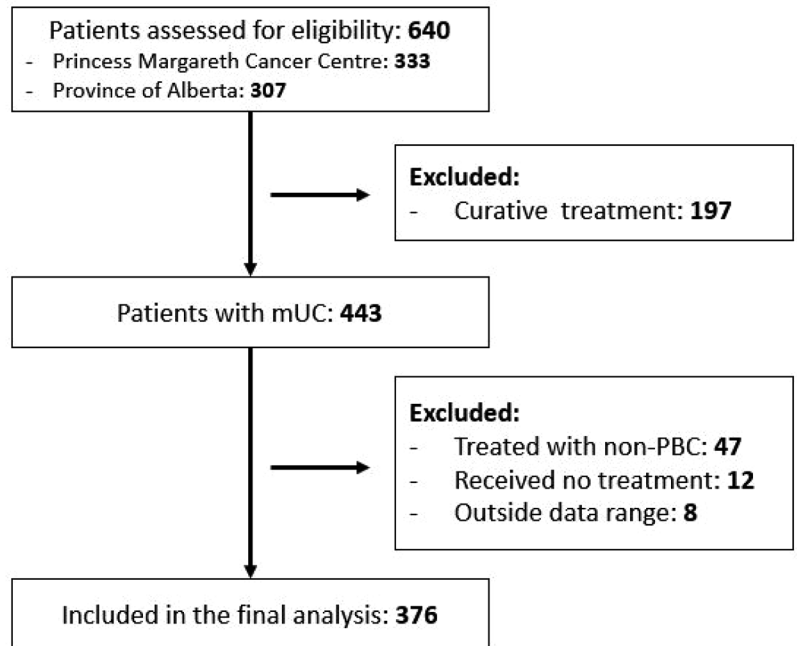 Patients assessed for eligibility: 640
- Princess Margareth Cancer Centre: 333
- Province of Alberta: 307
Excluded:
- Curative treatment: 197
Patients with mUC: 443
Excluded:
- Treated with non-PBC: 47
- Received no treatment: 12
- Outside data range: 8
Included in the final analysis: 376